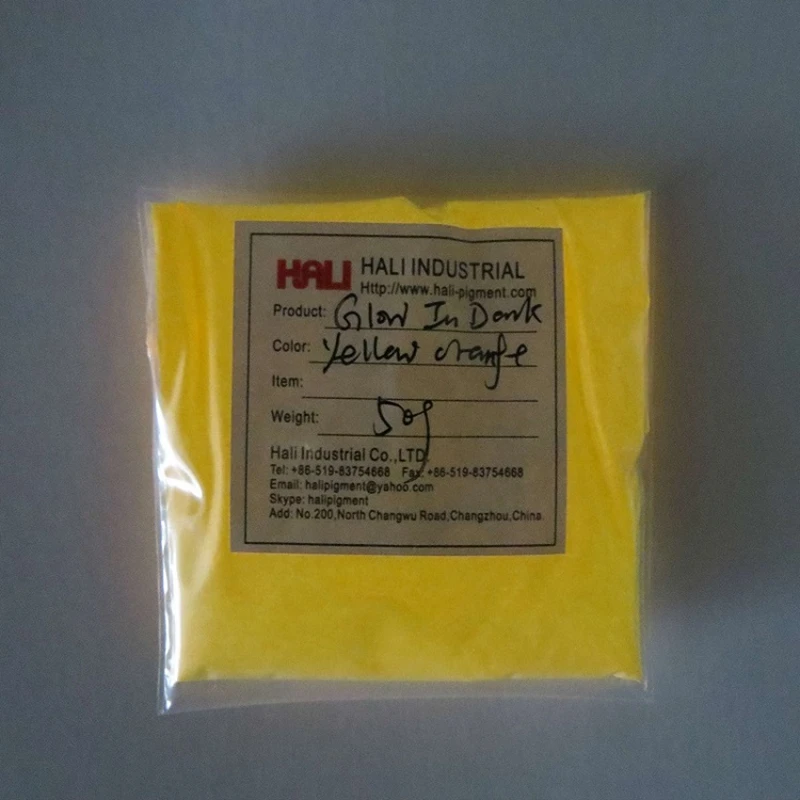 HALI HALI INDUSTRIAL
Http://www.hali-pigment.com
Product: Glow In Dark
Color: Yellow orange
Item:
Weight: 50g
Hali Industrial Co.,LTD.
Tel: +86-519-83754668 Fax: +86-519-83754668
Email: halipigment@yahoo.com
Skype: halipigment
Add: No.200,North Changwu Road,Changzhou,China.